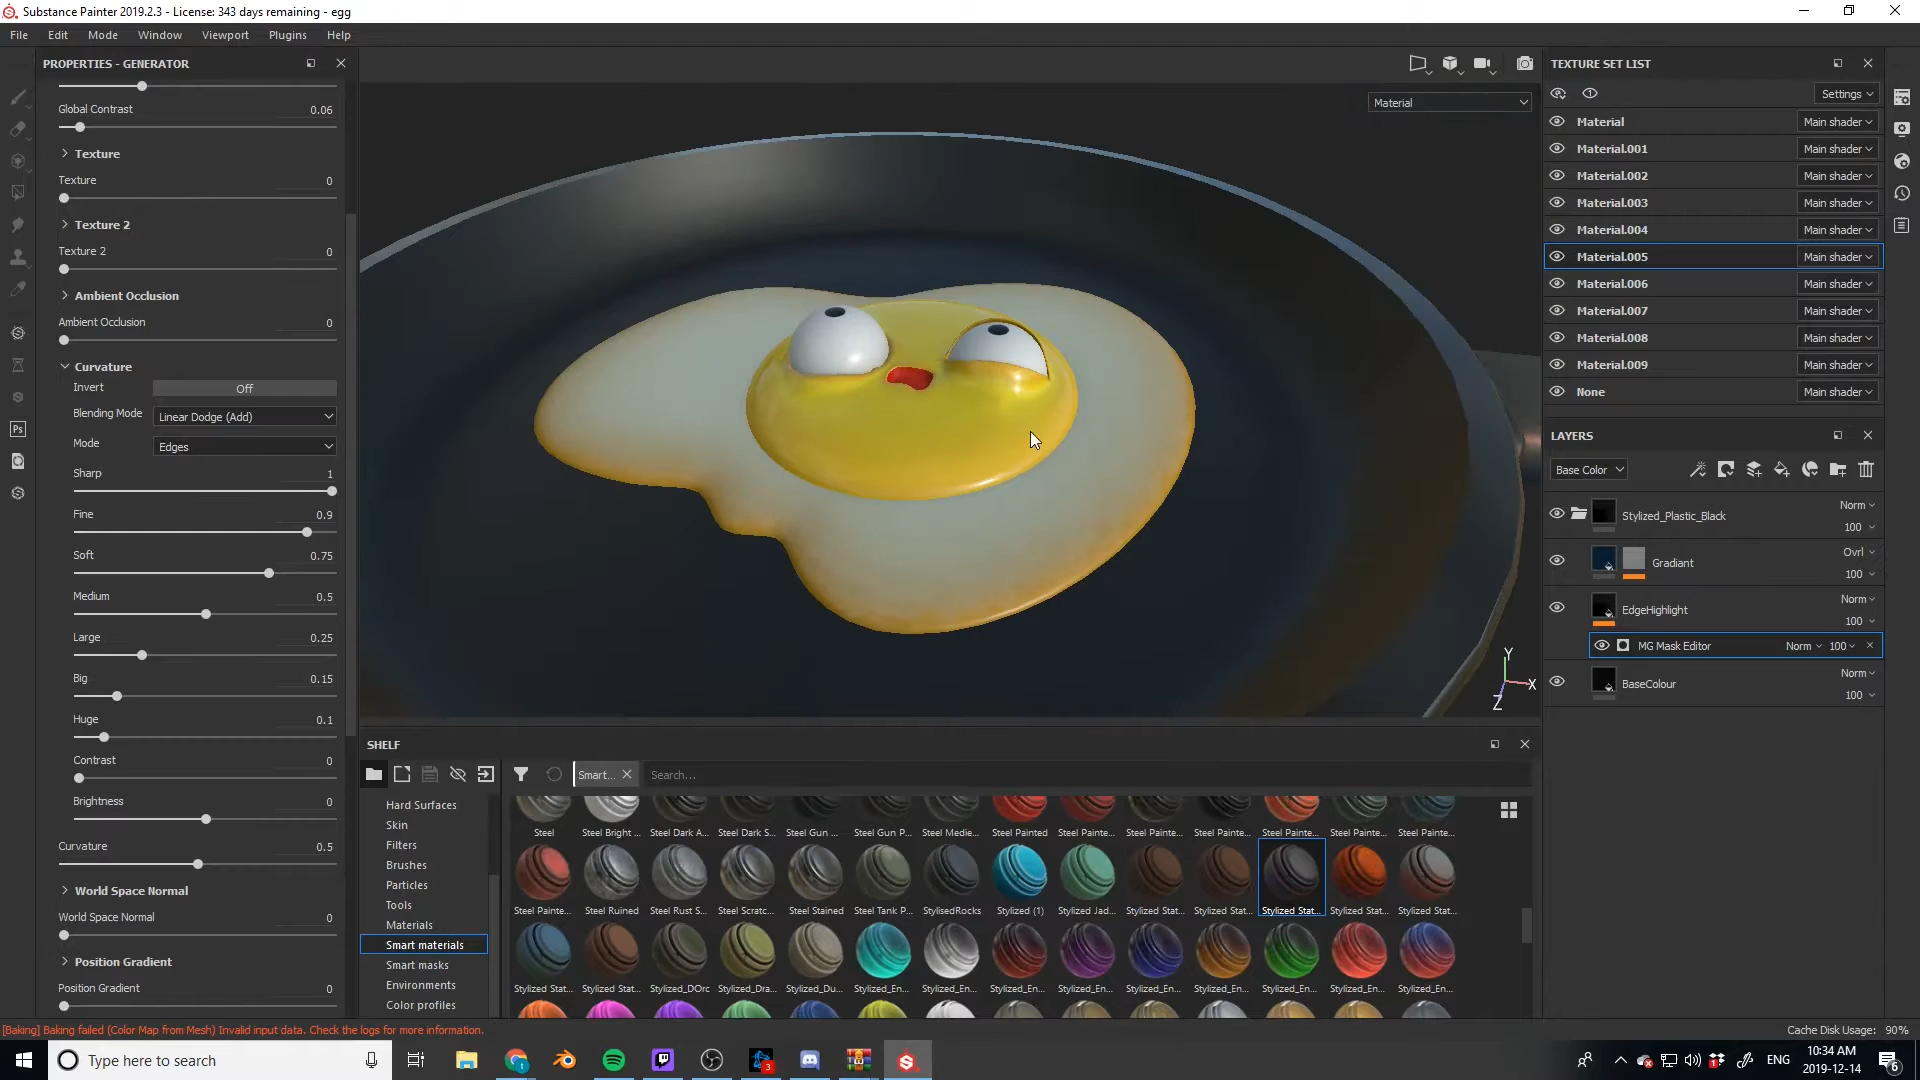 Substance Painter 2019.2.3 - License: 343 days remaining - egg
File Edit Mode Window Viewport Plugins Help
PROPERTIES - GENERATOR
Global Contrast 0.06
Texture
Texture 0
Texture 2
Texture 2 0
Ambient Occlusion
Ambient Occlusion 0
Curvature
Invert Off
Blending Mode Linear Dodge (Add)
Mode Edges
Sharp 1
Fine 0.9
Soft 0.75
Medium 0.5
Large 0.25
Big 0.15
Huge 0.1
Contrast 0
Brightness 0
Curvature 0.5
World Space Normal
World Space Normal 0
Position Gradient
Position Gradient 0
Material
Y
X
Z
TEXTURE SET LIST
Settings
Material Main shader
Material.001 Main shader
Material.002 Main shader
Material.003 Main shader
Material.004 Main shader
Material.005 Main shader
Material.006 Main shader
Material.007 Main shader
Material.008 Main shader
Material.009 Main shader
None Main shader
LAYERS
Base Color
Stylized_Plastic_Black Norm 100
Gradiant Ovrl 100
EdgeHighlight Norm 100
MG Mask Editor Norm 100
BaseColour Norm 100
SHELF
Smart... Search...
Hard Surfaces
Skin
Filters
Brushes
Particles
Tools
Materials
Smart materials
Smart masks
Environments
Color profiles
Steel Steel Bright ... Steel Dark A... Steel Dark S... Steel Gun ... Steel Gun P... Steel Medie... Steel Painted Steel Painte... Steel Painte... Steel Painte... Steel Painte... Steel Painte... Steel Painte...
Steel Painte... Steel Ruined Steel Rust S... Steel Scratc... Steel Stained Steel Tank P... StylisedRocks Stylized (1) Stylized Jad... Stylized Stat... Stylized Stat... Stylized Stat... Stylized Stat... Stylized Stat...
Stylized Stat... Stylized Stat... Stylized_DOrc Stylized_Dra... Stylized_Du... Stylized_En... Stylized_En... Stylized_En... Stylized_En... Stylized_En... Stylized_En... Stylized_En... Stylized_En... Stylized_En...
[Baking] Baking failed (Color Map from Mesh) Invalid input data. Check the logs for more information.
Cache Disk Usage: 90%
Type here to search
Ps
3
ENG
10:34 AM
2019-12-14
6